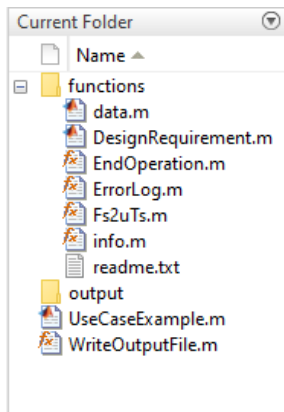 Current Folder
Name
functions
data.m
DesignRequirement.m
EndOperation.m
ErrorLog.m
Fs2uTs.m
info.m
readme.txt
output
UseCaseExample.m
WriteOutputFile.m